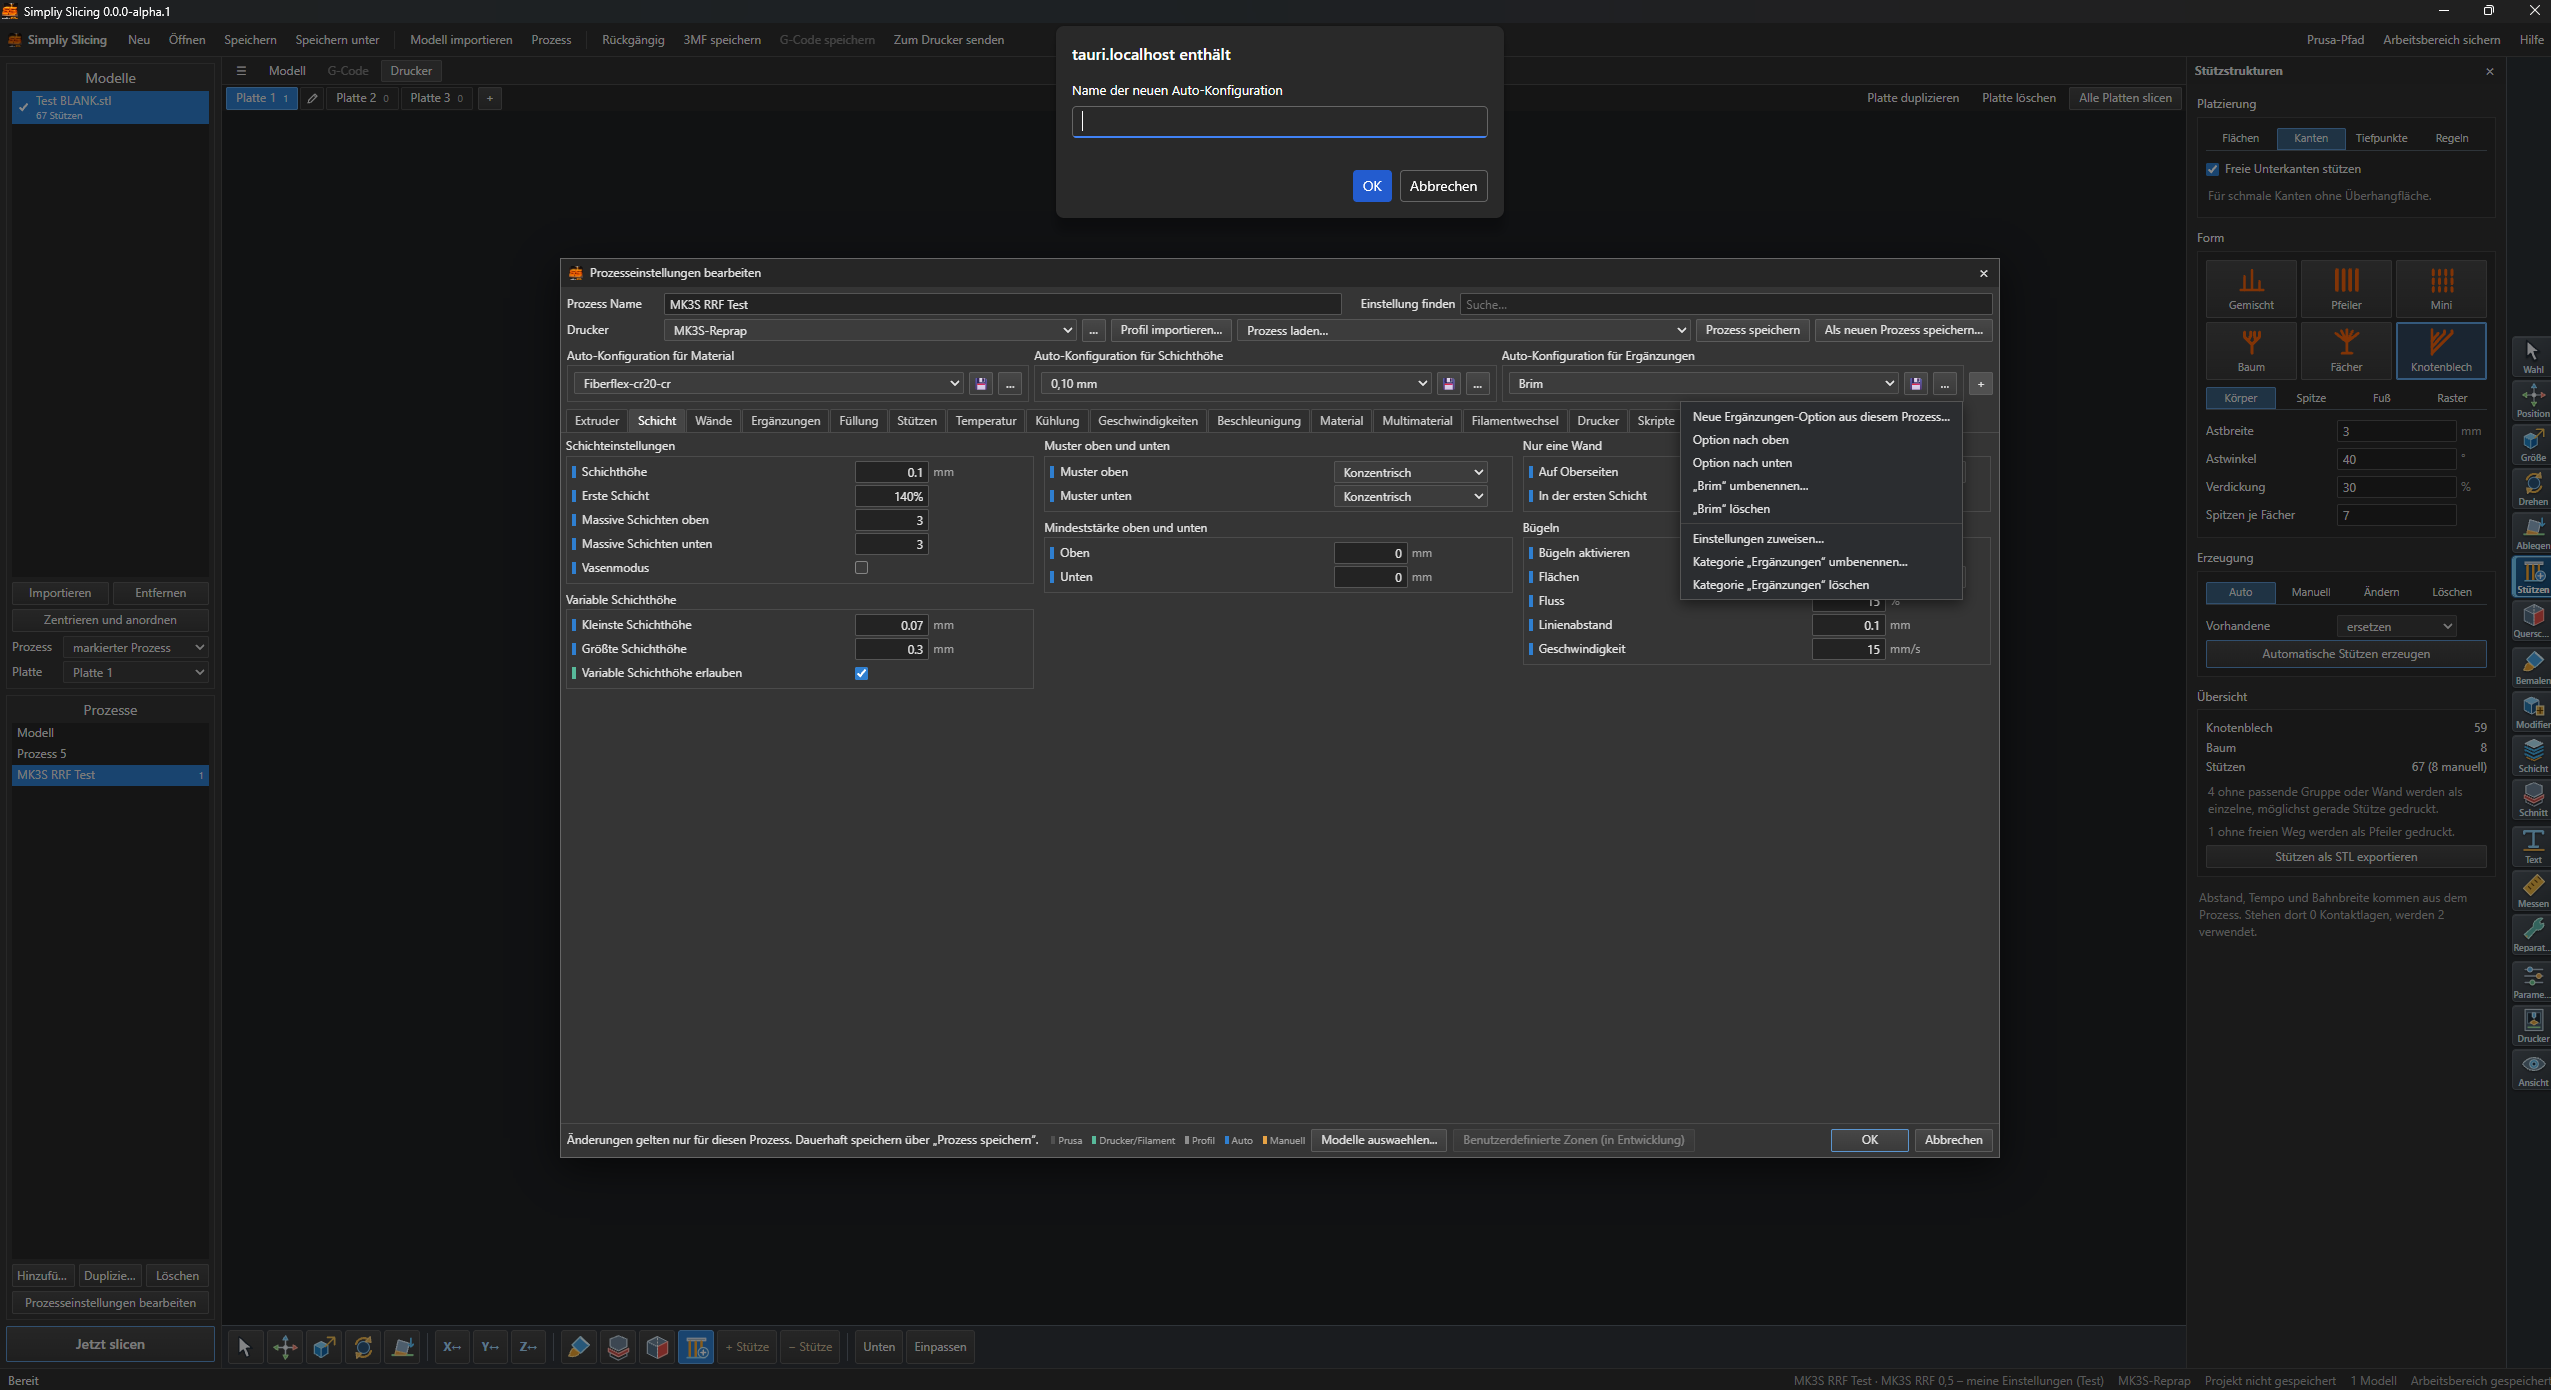 Simpliy Slicing 0.0.0-alpha.1
Simpliy Slicing Neu Öffnen Speichern Speichern unter Modell importieren Prozess Rückgängig 3MF speichern G-Code speichern Zum Drucker senden
Prusa-Pfad Arbeitsbereich sichern Hilfe
tauri.localhost enthält
Name der neuen Auto-Konfiguration
OK Abbrechen
Modelle
Test BLANK.stl
67 Stützen
Importieren Entfernen
Zentrieren und anordnen
Prozess markierter Prozess
Platte Platte 1
Prozesse
Modell
Prozess 5
MK3S RRF Test 1
Hinzufü... Duplizie... Löschen
Prozesseinstellungen bearbeiten
Jetzt slicen
Bereit
Modell G-Code Drucker
Platte 1 1 Platte 2 0 Platte 3 0 +
Platte duplizieren Platte löschen Alle Platten slicen
Prozesseinstellungen bearbeiten
Prozess Name MK3S RRF Test Einstellung finden Suche...
Drucker MK3S-Reprap ... Profil importieren... Prozess laden... Prozess speichern Als neuen Prozess speichern...
Auto-Konfiguration für Material Auto-Konfiguration für Schichthöhe Auto-Konfiguration für Ergänzungen
Fiberflex-cr20-cr ... 0,10 mm ... Brim ... +
Extruder Schicht Wände Ergänzungen Füllung Stützen Temperatur Kühlung Geschwindigkeiten Beschleunigung Material Multimaterial Filamentwechsel Drucker Skripte
Neue Ergänzungen-Option aus diesem Prozess...
Option nach oben
Option nach unten
„Brim“ umbenennen...
„Brim“ löschen
Einstellungen zuweisen...
Kategorie „Ergänzungen“ umbenennen...
Kategorie „Ergänzungen“ löschen
Schichteinstellungen
Schichthöhe 0.1 mm
Erste Schicht 140%
Massive Schichten oben 3
Massive Schichten unten 3
Vasenmodus
Variable Schichthöhe
Kleinste Schichthöhe 0.07 mm
Größte Schichthöhe 0.3 mm
Variable Schichthöhe erlauben
Muster oben und unten
Muster oben Konzentrisch
Muster unten Konzentrisch
Mindeststärke oben und unten
Oben 0 mm
Unten 0 mm
Nur eine Wand
Auf Oberseiten
In der ersten Schicht
Bügeln
Bügeln aktivieren
Flächen
Fluss 15 %
Linienabstand 0.1 mm
Geschwindigkeit 15 mm/s
Änderungen gelten nur für diesen Prozess. Dauerhaft speichern über „Prozess speichern“. Prusa Drucker/Filament Profil Auto Manuell Modelle auswaehlen... Benutzerdefinierte Zonen (in Entwicklung) OK Abbrechen
X↔ Y↔ Z↔ + Stütze − Stütze Unten Einpassen
Stützstrukturen
Platzierung
Flächen Kanten Tiefpunkte Regeln
Freie Unterkanten stützen
Für schmale Kanten ohne Überhangfläche.
Form
Gemischt Pfeiler Mini
Baum Fächer Knotenblech
Körper Spitze Fuß Raster
Astbreite 3 mm
Astwinkel 40 °
Verdickung 30 %
Spitzen je Fächer 7
Erzeugung
Auto Manuell Ändern Löschen
Vorhandene ersetzen
Automatische Stützen erzeugen
Übersicht
Knotenblech 59
Baum 8
Stützen 67 (8 manuell)
4 ohne passende Gruppe oder Wand werden als
einzelne, möglichst gerade Stütze gedruckt.
1 ohne freien Weg werden als Pfeiler gedruckt.
Stützen als STL exportieren
Abstand, Tempo und Bahnbreite kommen aus dem
Prozess. Stehen dort 0 Kontaktlagen, werden 2
verwendet.
Wahl
Position
Größe
Drehen
Ablegen
Stützen
Quersc...
Bemalen
Modifier
Schicht
Schnitt
Text
Messen
Reparat...
Parame...
Drucker
Ansicht
MK3S RRF Test · MK3S RRF 0,5 – meine Einstellungen (Test) MK3S-Reprap Projekt nicht gespeichert 1 Modell Arbeitsbereich gespeichert